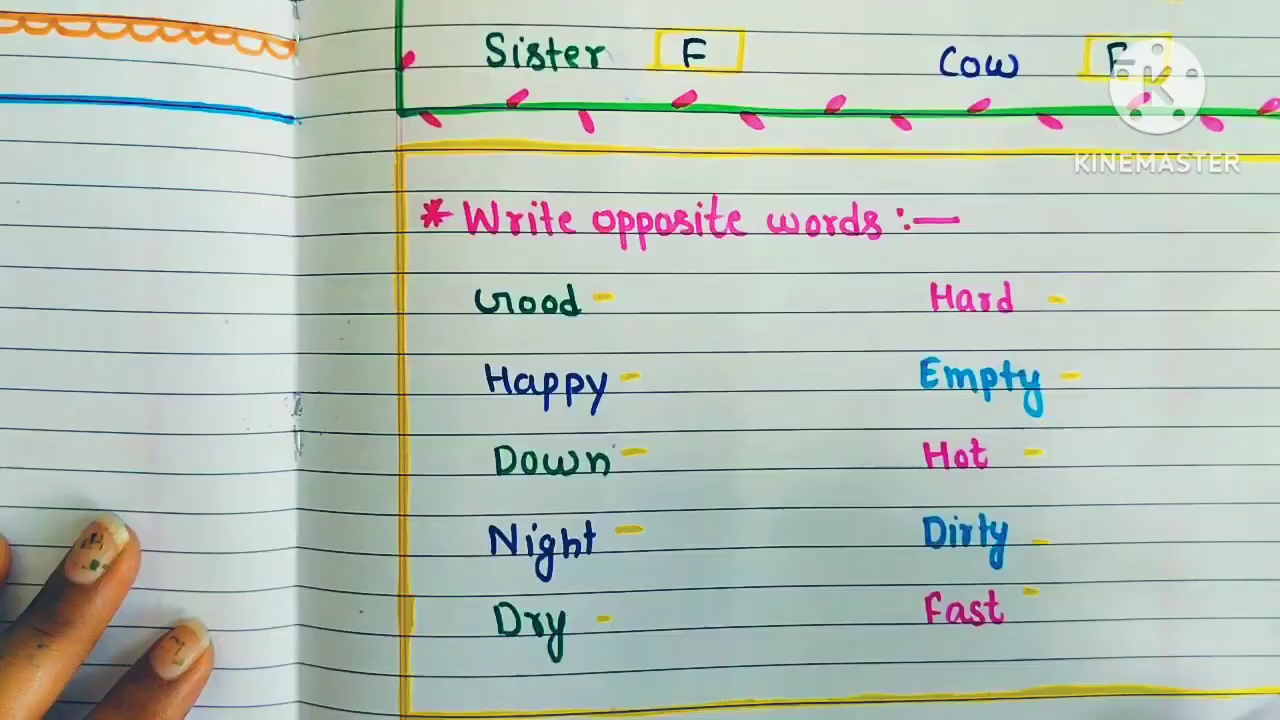 Sister F Cow F
KINEMASTER
* Write opposite words :—
Good - Hard -
Happy - Empty -
Down - Hot -
Night - Dirty -
Dry - Fast -